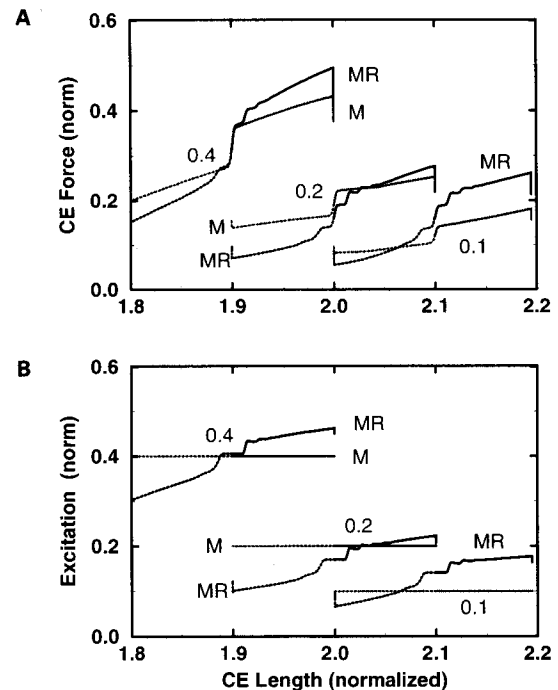 A
CE Force (norm)
0.6
0.4
0.2
0.0
MR
M
0.4
0.2
MR
M
MR
0.1
1.8 1.9 2.0 2.1 2.2
B
Excitation (norm)
0.6
0.4
0.2
0.0
0.4
MR
M
0.2
M
MR
MR
0.1
1.8 1.9 2.0 2.1 2.2
CE Length (normalized)